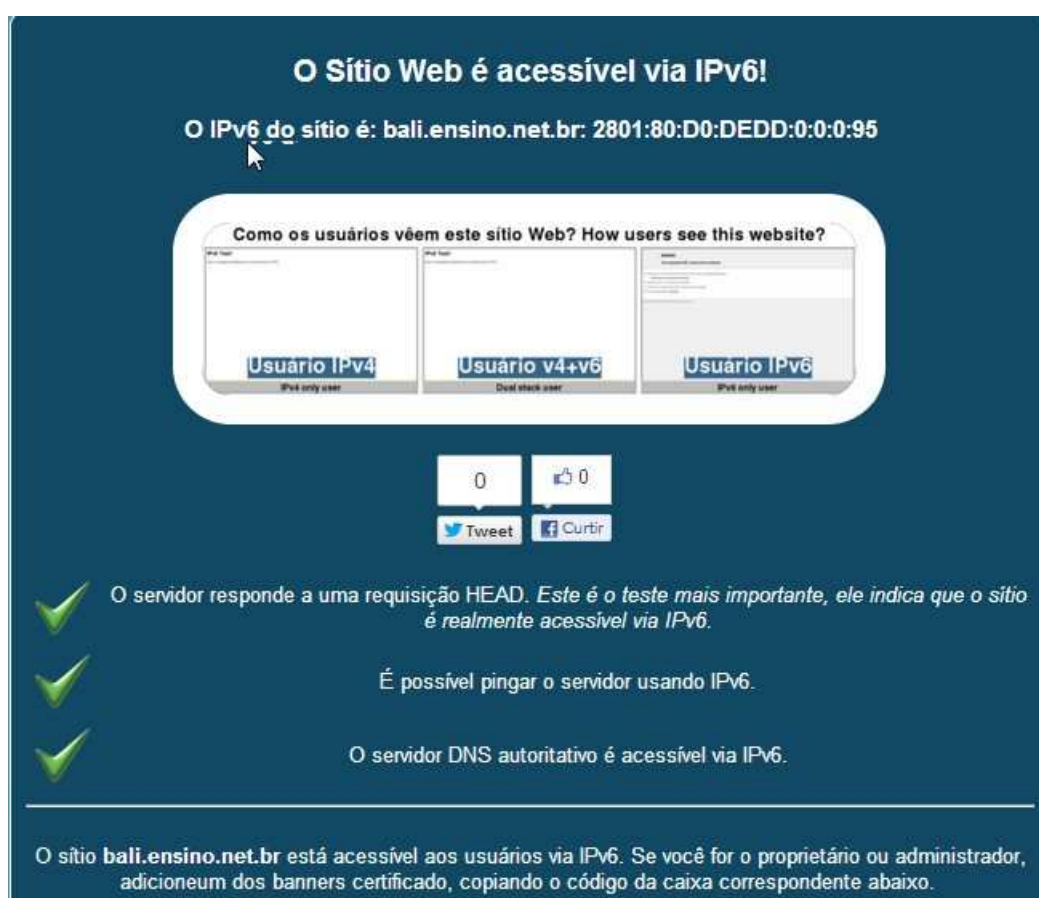 O Sítio Web é acessível via IPv6!
O IPv6 do sítio é: bali.ensino.net.br: 2801:80:D0:DEDD:0:0:0:95
Como os usuários vêem este sítio Web? How users see this website?
Usuário IPv4
Usuário v4+v6
Usuário IPv6
IPv4 only user
Dual stack user
IPv6 only user
0
0
Tweet
Curtir
O servidor responde a uma requisição HEAD. Este é o teste mais importante, ele indica que o sítio
é realmente acessível via IPv6.
É possível pingar o servidor usando IPv6.
O servidor DNS autoritativo é acessível via IPv6.
O sítio bali.ensino.net.br está acessível aos usuários via IPv6. Se você for o proprietário ou administrador,
adicioneum dos banners certificado, copiando o código da caixa correspondente abaixo.